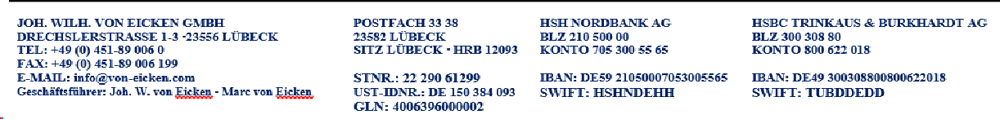 JOH. WILH. VON EICKEN GMBH
DRECHSLERSTRASSE 1-3 ·23556 LÜBECK
TEL: +49 (0) 451-89 006 0
FAX: +49 (0) 451-89 006 199
E-MAIL: info@von-eicken.com
Geschäftsführer: Joh. W. von Eicken - Marc von Eicken
POSTFACH 33 38
23582 LÜBECK
SITZ LÜBECK · HRB 12093
STNR.: 22 290 61299
UST-IDNR.: DE 150 384 093
GLN: 4006396000002
HSH NORDBANK AG
BLZ 210 500 00
KONTO 705 300 55 65
IBAN: DE59 21050007053005565
SWIFT: HSHNDEHH
HSBC TRINKAUS & BURKHARDT AG
BLZ 300 308 80
KONTO 800 622 018
IBAN: DE49 300308800800622018
SWIFT: TUBDDEDD